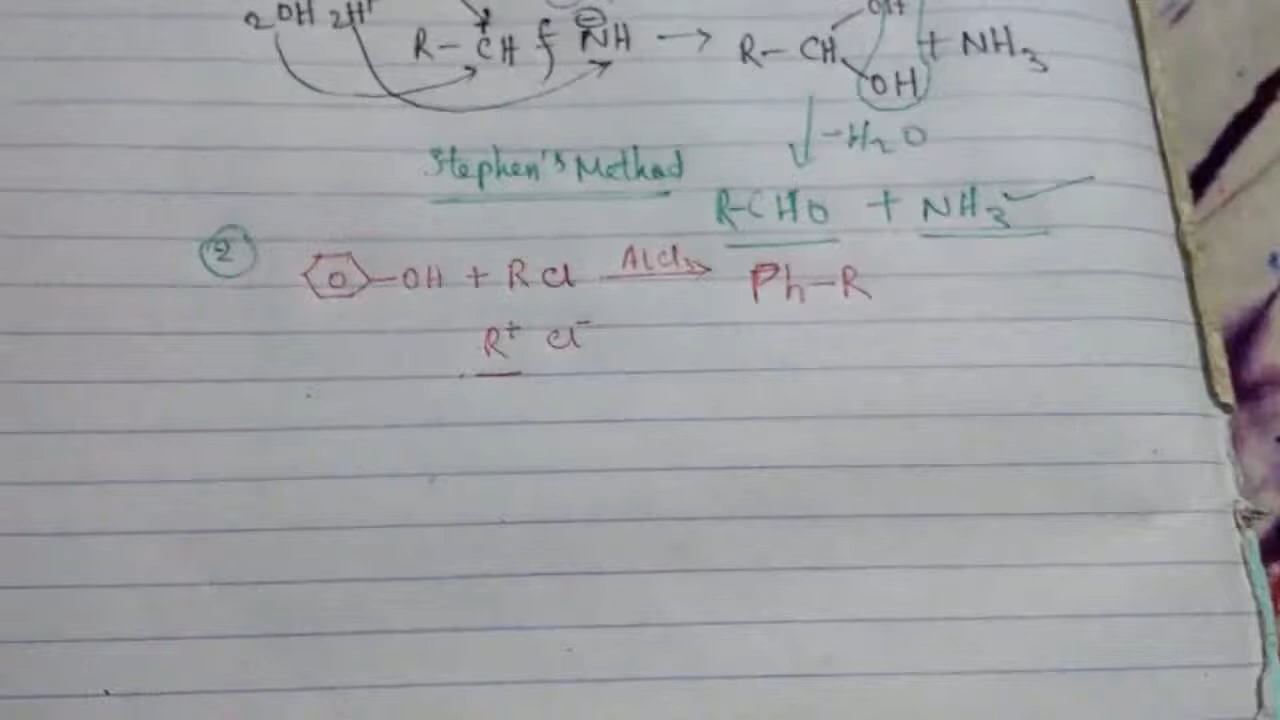 2OH 2H⁺
R-CH ⊖NH → R-CH OH OH + NH₃
-H₂O
Stephen's Method
R-CHO + NH₃
2
-OH + RCl AlCl₃ → Ph-R
R⁺ Cl⁻